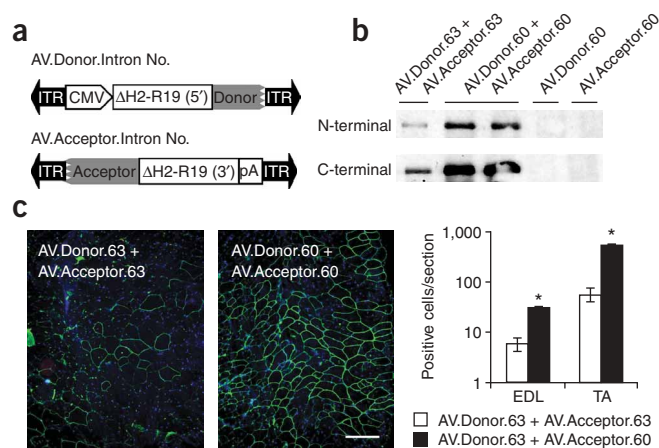 a
AV.Donor.Intron No.
ITR CMV ΔH2-R19 (5′) Donor ITR
AV.Acceptor.Intron No.
ITR Acceptor ΔH2-R19 (3′) pA ITR
b
AV.Donor.63 +
AV.Acceptor.63
AV.Donor.60 +
AV.Acceptor.60
AV.Donor.60
AV.Acceptor.60
N-terminal
C-terminal
c
AV.Donor.63 +
AV.Acceptor.63
AV.Donor.60 +
AV.Acceptor.60
Positive cells/section
1,000
100
10
1
*
*
EDL TA
AV.Donor.63 + AV.Acceptor.63
AV.Donor.63 + AV.Acceptor.60